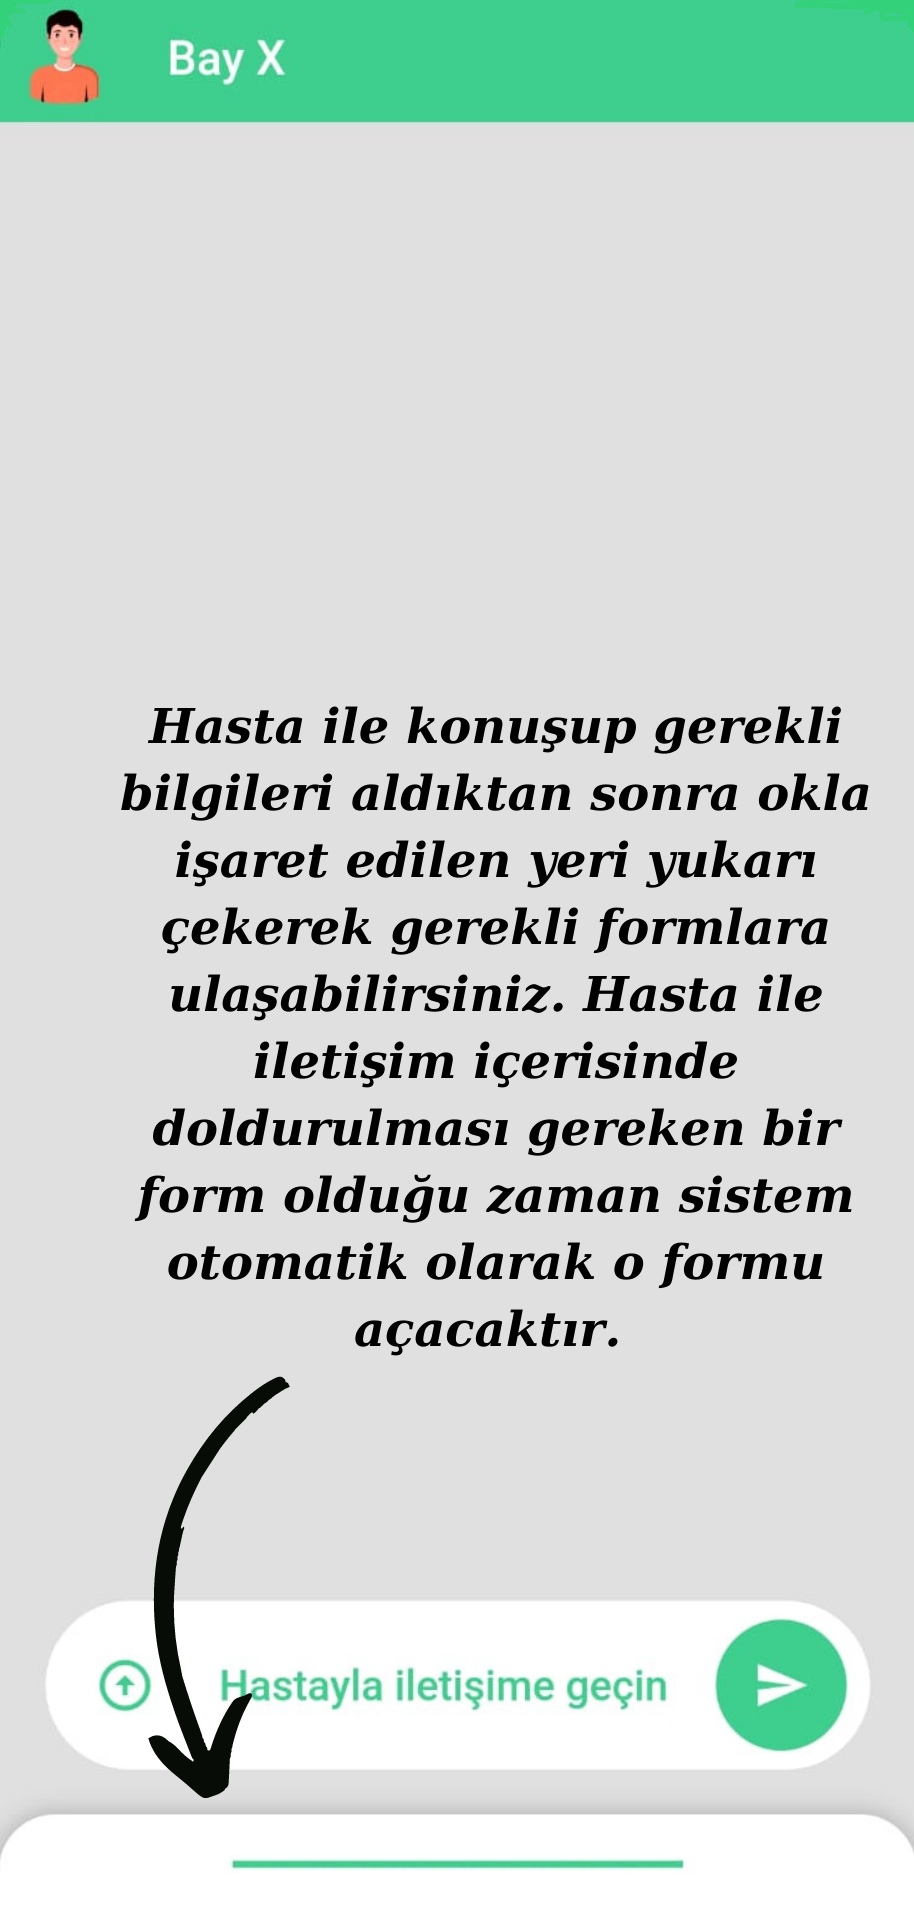 Bay X
Hasta ile konuşup gerekli
bilgileri aldıktan sonra okla
işaret edilen yeri yukarı
çekerek gerekli formlara
ulaşabilirsiniz. Hasta ile
iletişim içerisinde
doldurulması gereken bir
form olduğu zaman sistem
otomatik olarak o formu
açacaktır.
Hastayla iletişime geçin